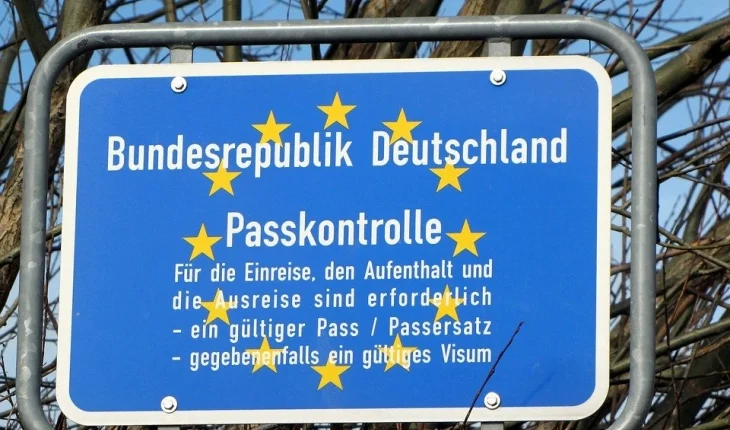 Bundesrepublik Deutschland
Passkontrolle
Für die Einreise, den Aufenthalt und
die Ausreise sind erforderlich
- ein gültiger Pass / Passersatz
- gegebenenfalls ein gültiges Visum